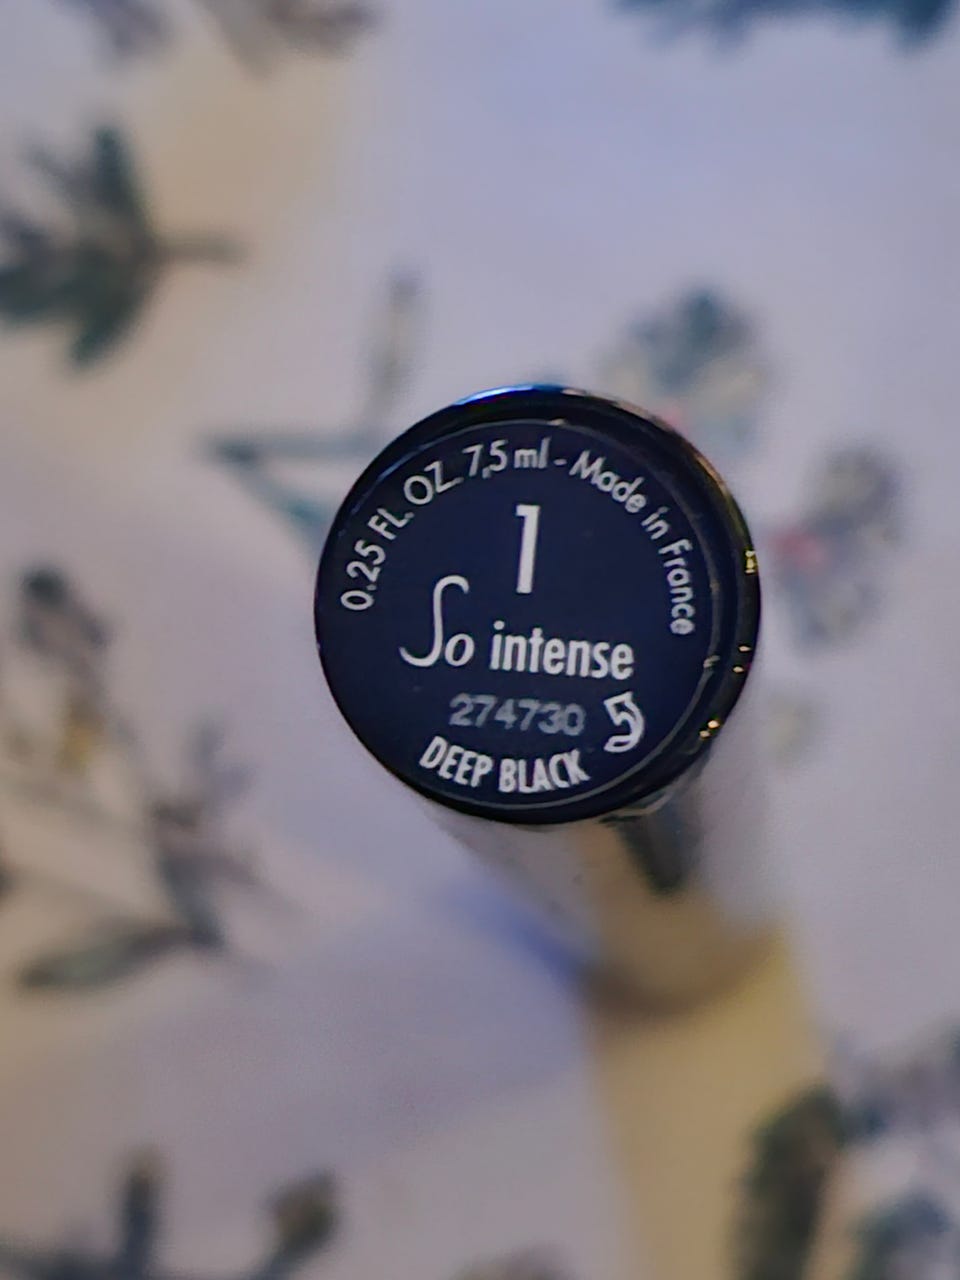 0.25 FL. OZ. 7,5 ml - Made in France
1
So intense
274730
DEEP BLACK